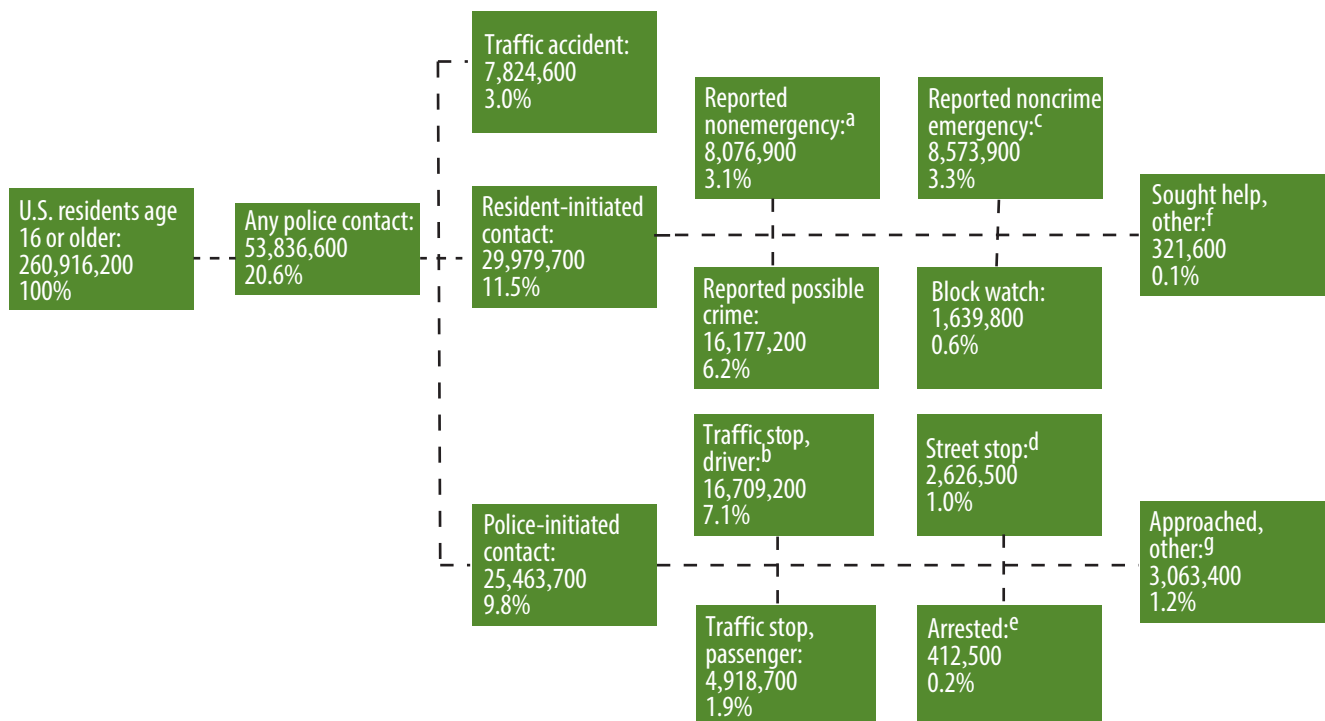 U.S. residents age
16 or older:
260,916,200
100%
Any police contact:
53,836,600
20.6%
Traffic accident:
7,824,600
3.0%
Resident-initiated
contact:
29,979,700
11.5%
Reported
nonemergency:a
8,076,900
3.1%
Reported noncrime
emergency:c
8,573,900
3.3%
Reported possible
crime:
16,177,200
6.2%
Block watch:
1,639,800
0.6%
Sought help,
other:f
321,600
0.1%
Police-initiated
contact:
25,463,700
9.8%
Traffic stop,
driver:b
16,709,200
7.1%
Street stop:d
2,626,500
1.0%
Traffic stop,
passenger:
4,918,700
1.9%
Arrested:e
412,500
0.2%
Approached,
other:g
3,063,400
1.2%